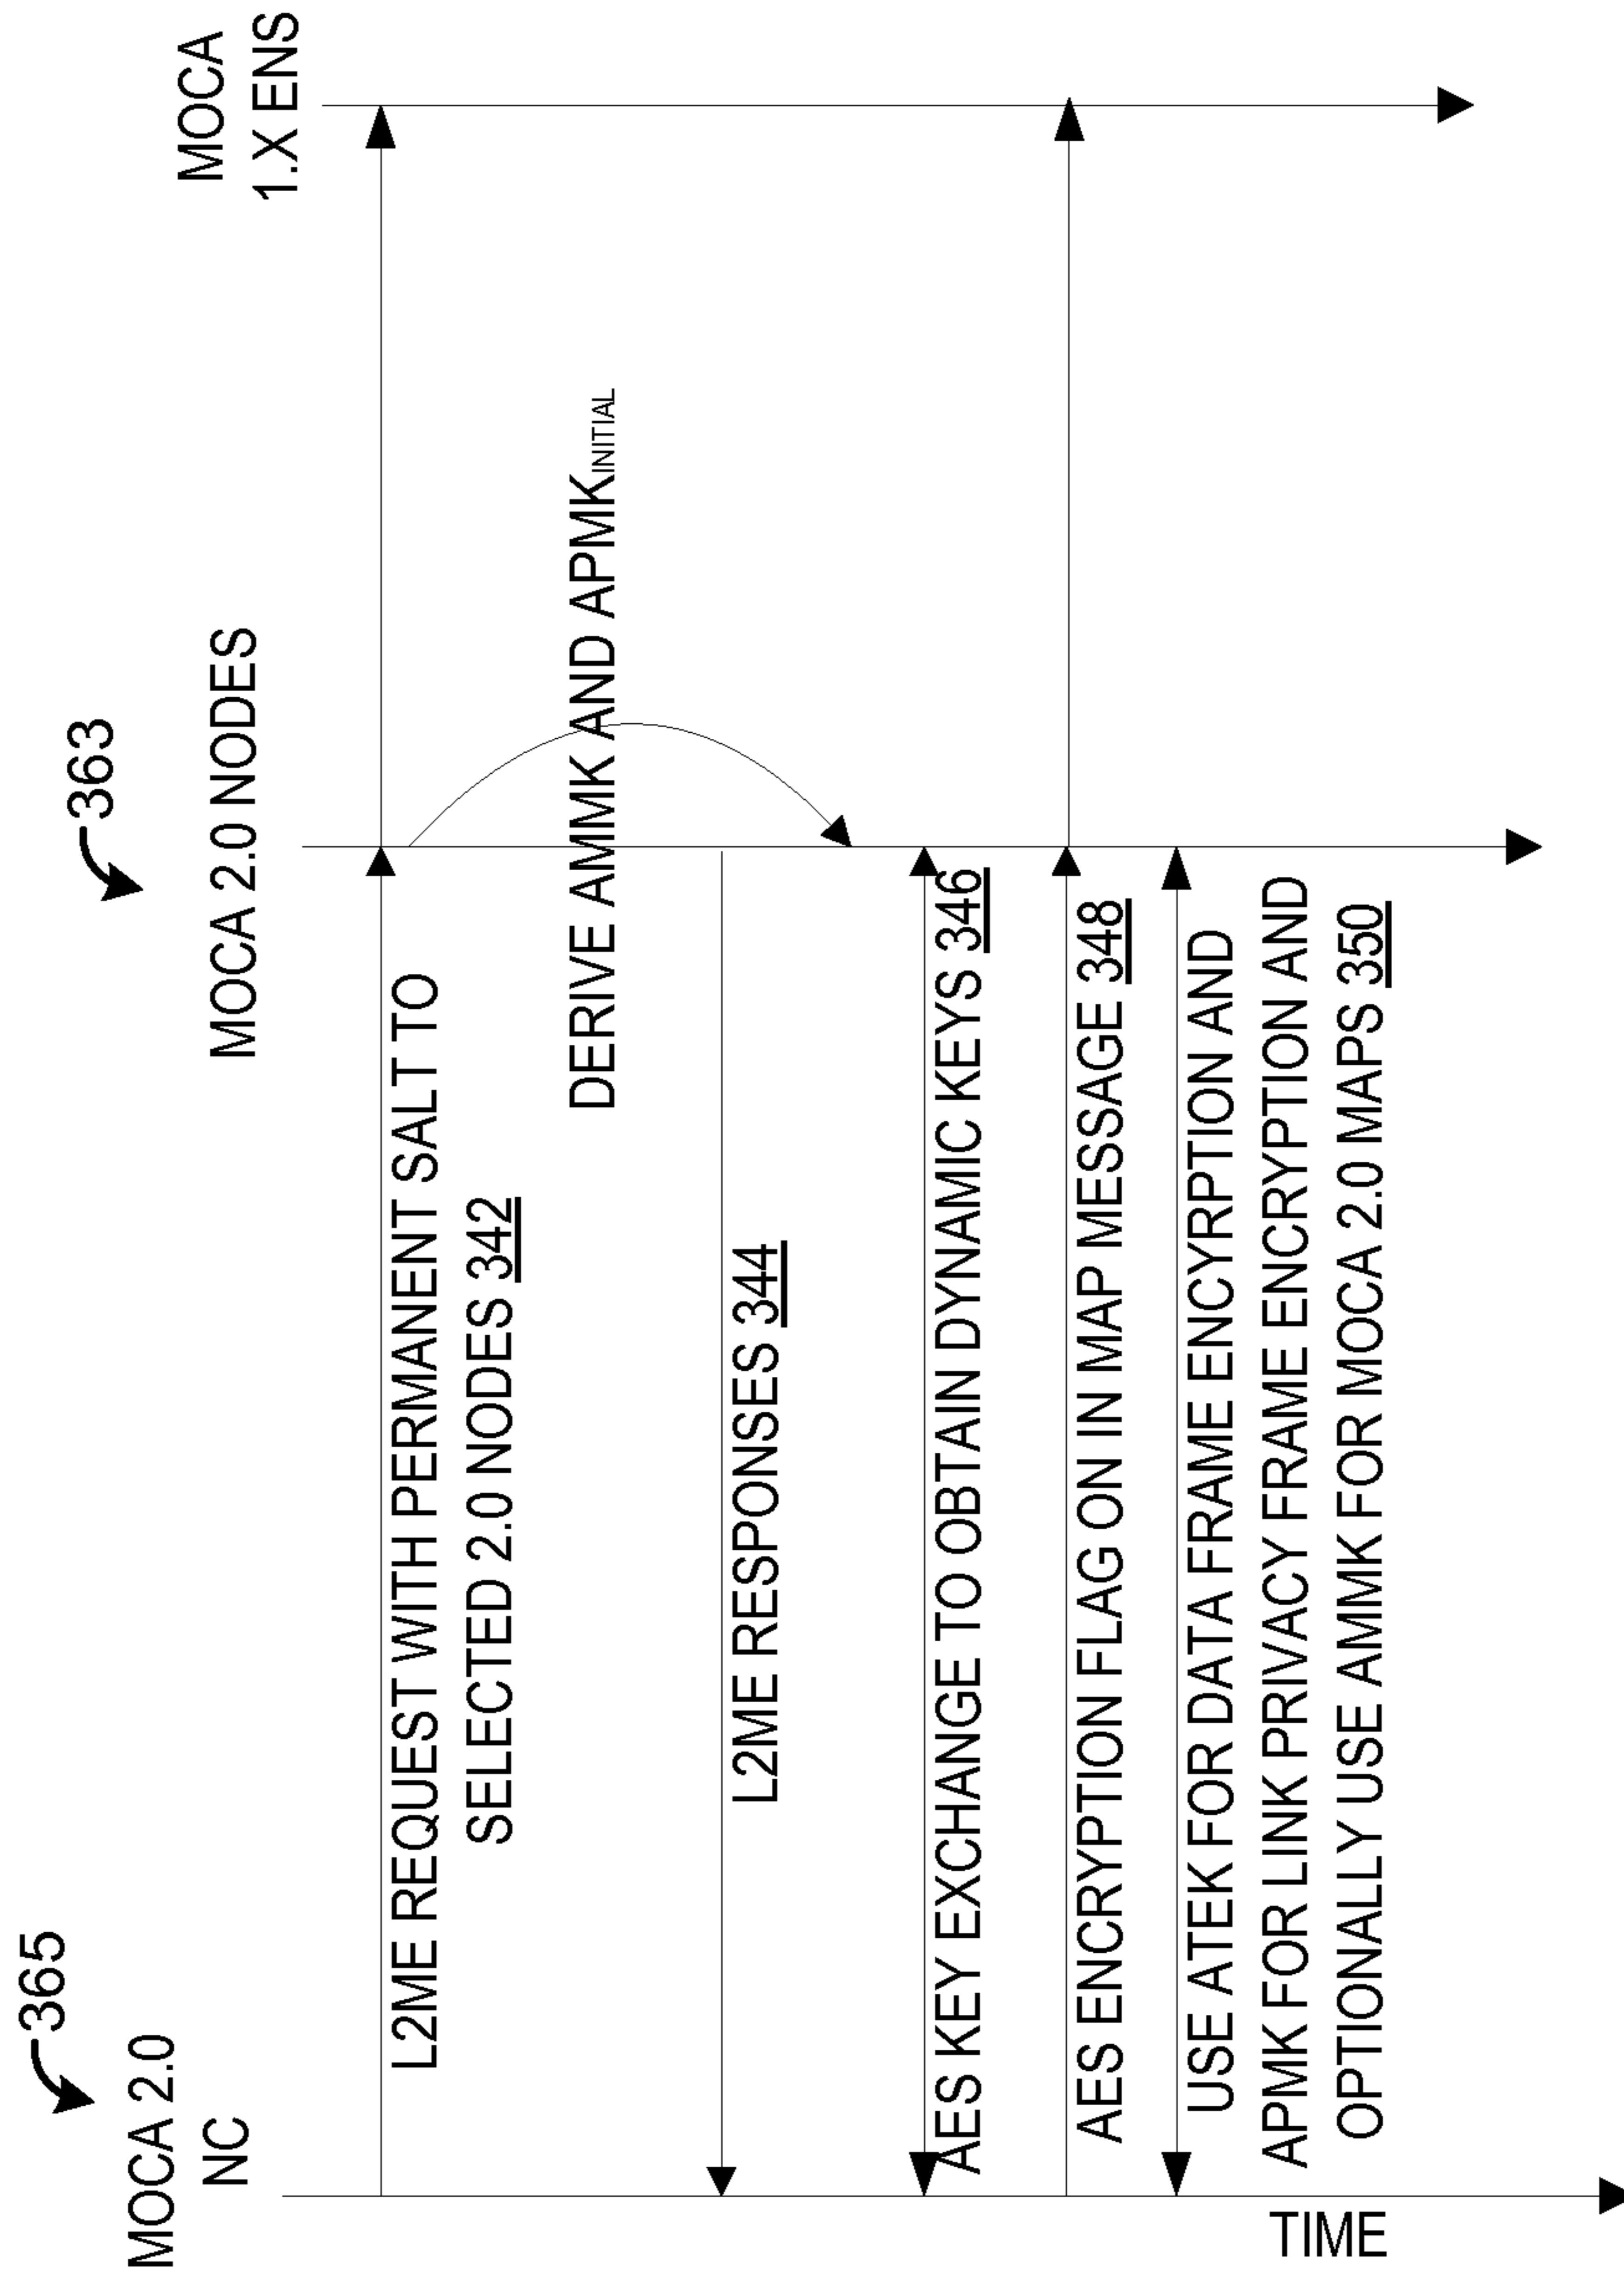 365
363
MOCA 2.0
NC
MOCA 2.0 NODES
MOCA
1.X ENS
L2ME REQUEST WITH PERMANENT SALT TO
SELECTED 2.0 NODES 342
DERIVE AMMK AND APMKINITIAL
L2ME RESPONSES 344
AES KEY EXCHANGE TO OBTAIN DYNAMIC KEYS 346
AES ENCRYPTION FLAG ON IN MAP MESSAGE 348
USE ATEK FOR DATA FRAME ENCYRPTION AND
APMK FOR LINK PRIVACY FRAME ENCRYPTION AND
OPTIONALLY USE AMMK FOR MOCA 2.0 MAPS 350
TIME